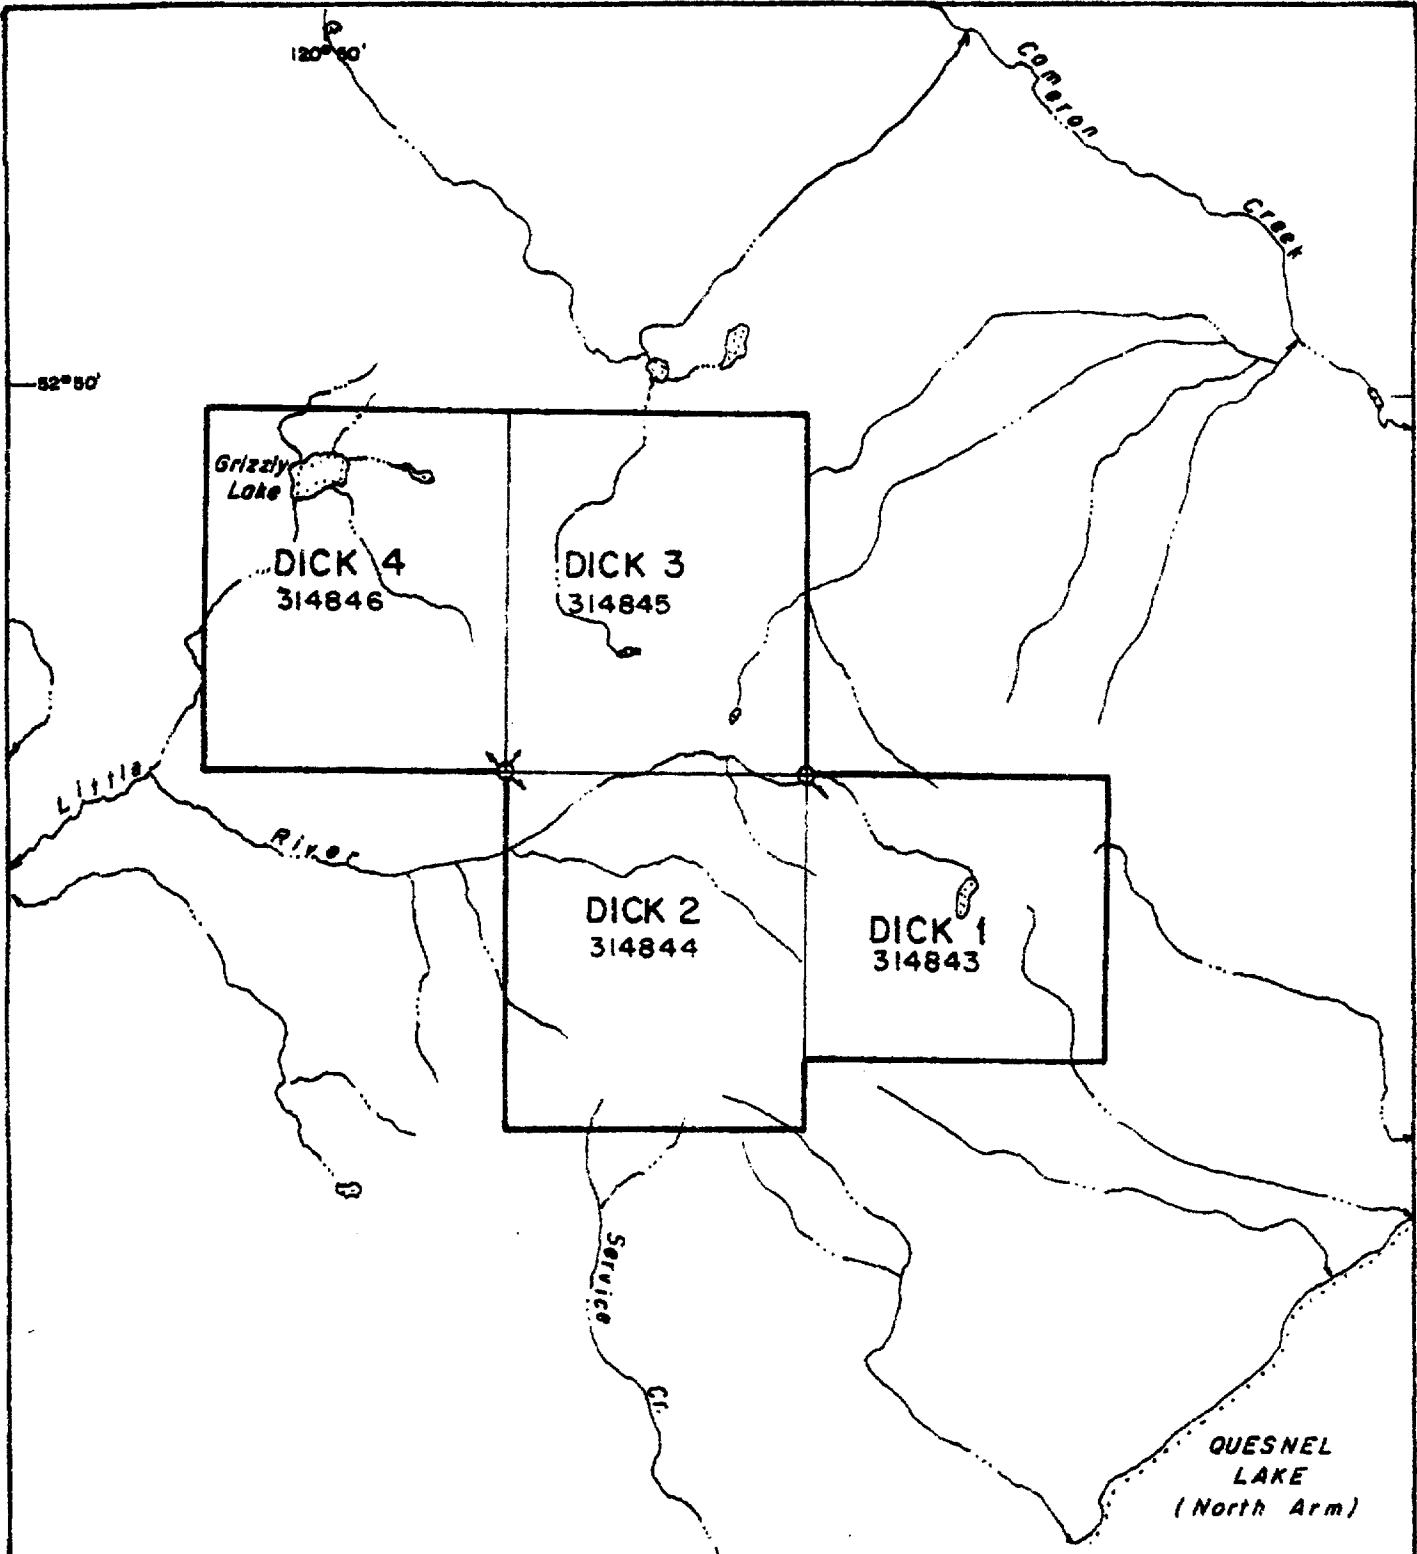 120°50'
Cameron
Creek
52°50'
Grizzly
Lake
DICK 4
314846
DICK 3
314845
Little
River
DICK 2
314844
DICK 1
314843
Service
Cr.
QUESNEL
LAKE
(North Arm)